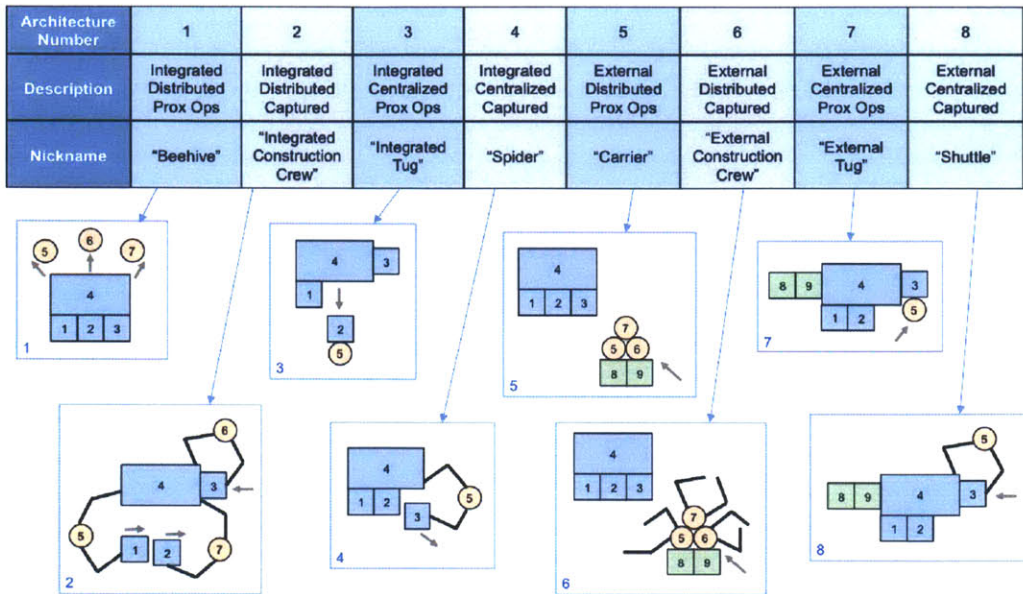 Architecture Number 1 2 3 4 5 6 7 8
Description Integrated Distributed Prox Ops Integrated Distributed Captured Integrated Centralized Prox Ops Integrated Centralized Captured External Distributed Prox Ops External Distributed Captured External Centralized Prox Ops External Centralized Captured
Nickname "Beehive" "Integrated Construction Crew" "Integrated Tug" "Spider" "Carrier" "External Construction Crew" "External Tug" "Shuttle"
5 6 7
4
1 2 3
1
4 3
1
2
5
3
4
1 2 3
7
5 6
8 9
5
8 9 4 3
1 2 5
7
6
4 3
5 1 2 7
2
4
1 2 5
3
4
4
1 2 3
7
5 6
8 9
6
5
8 9 4 3
1 2
8